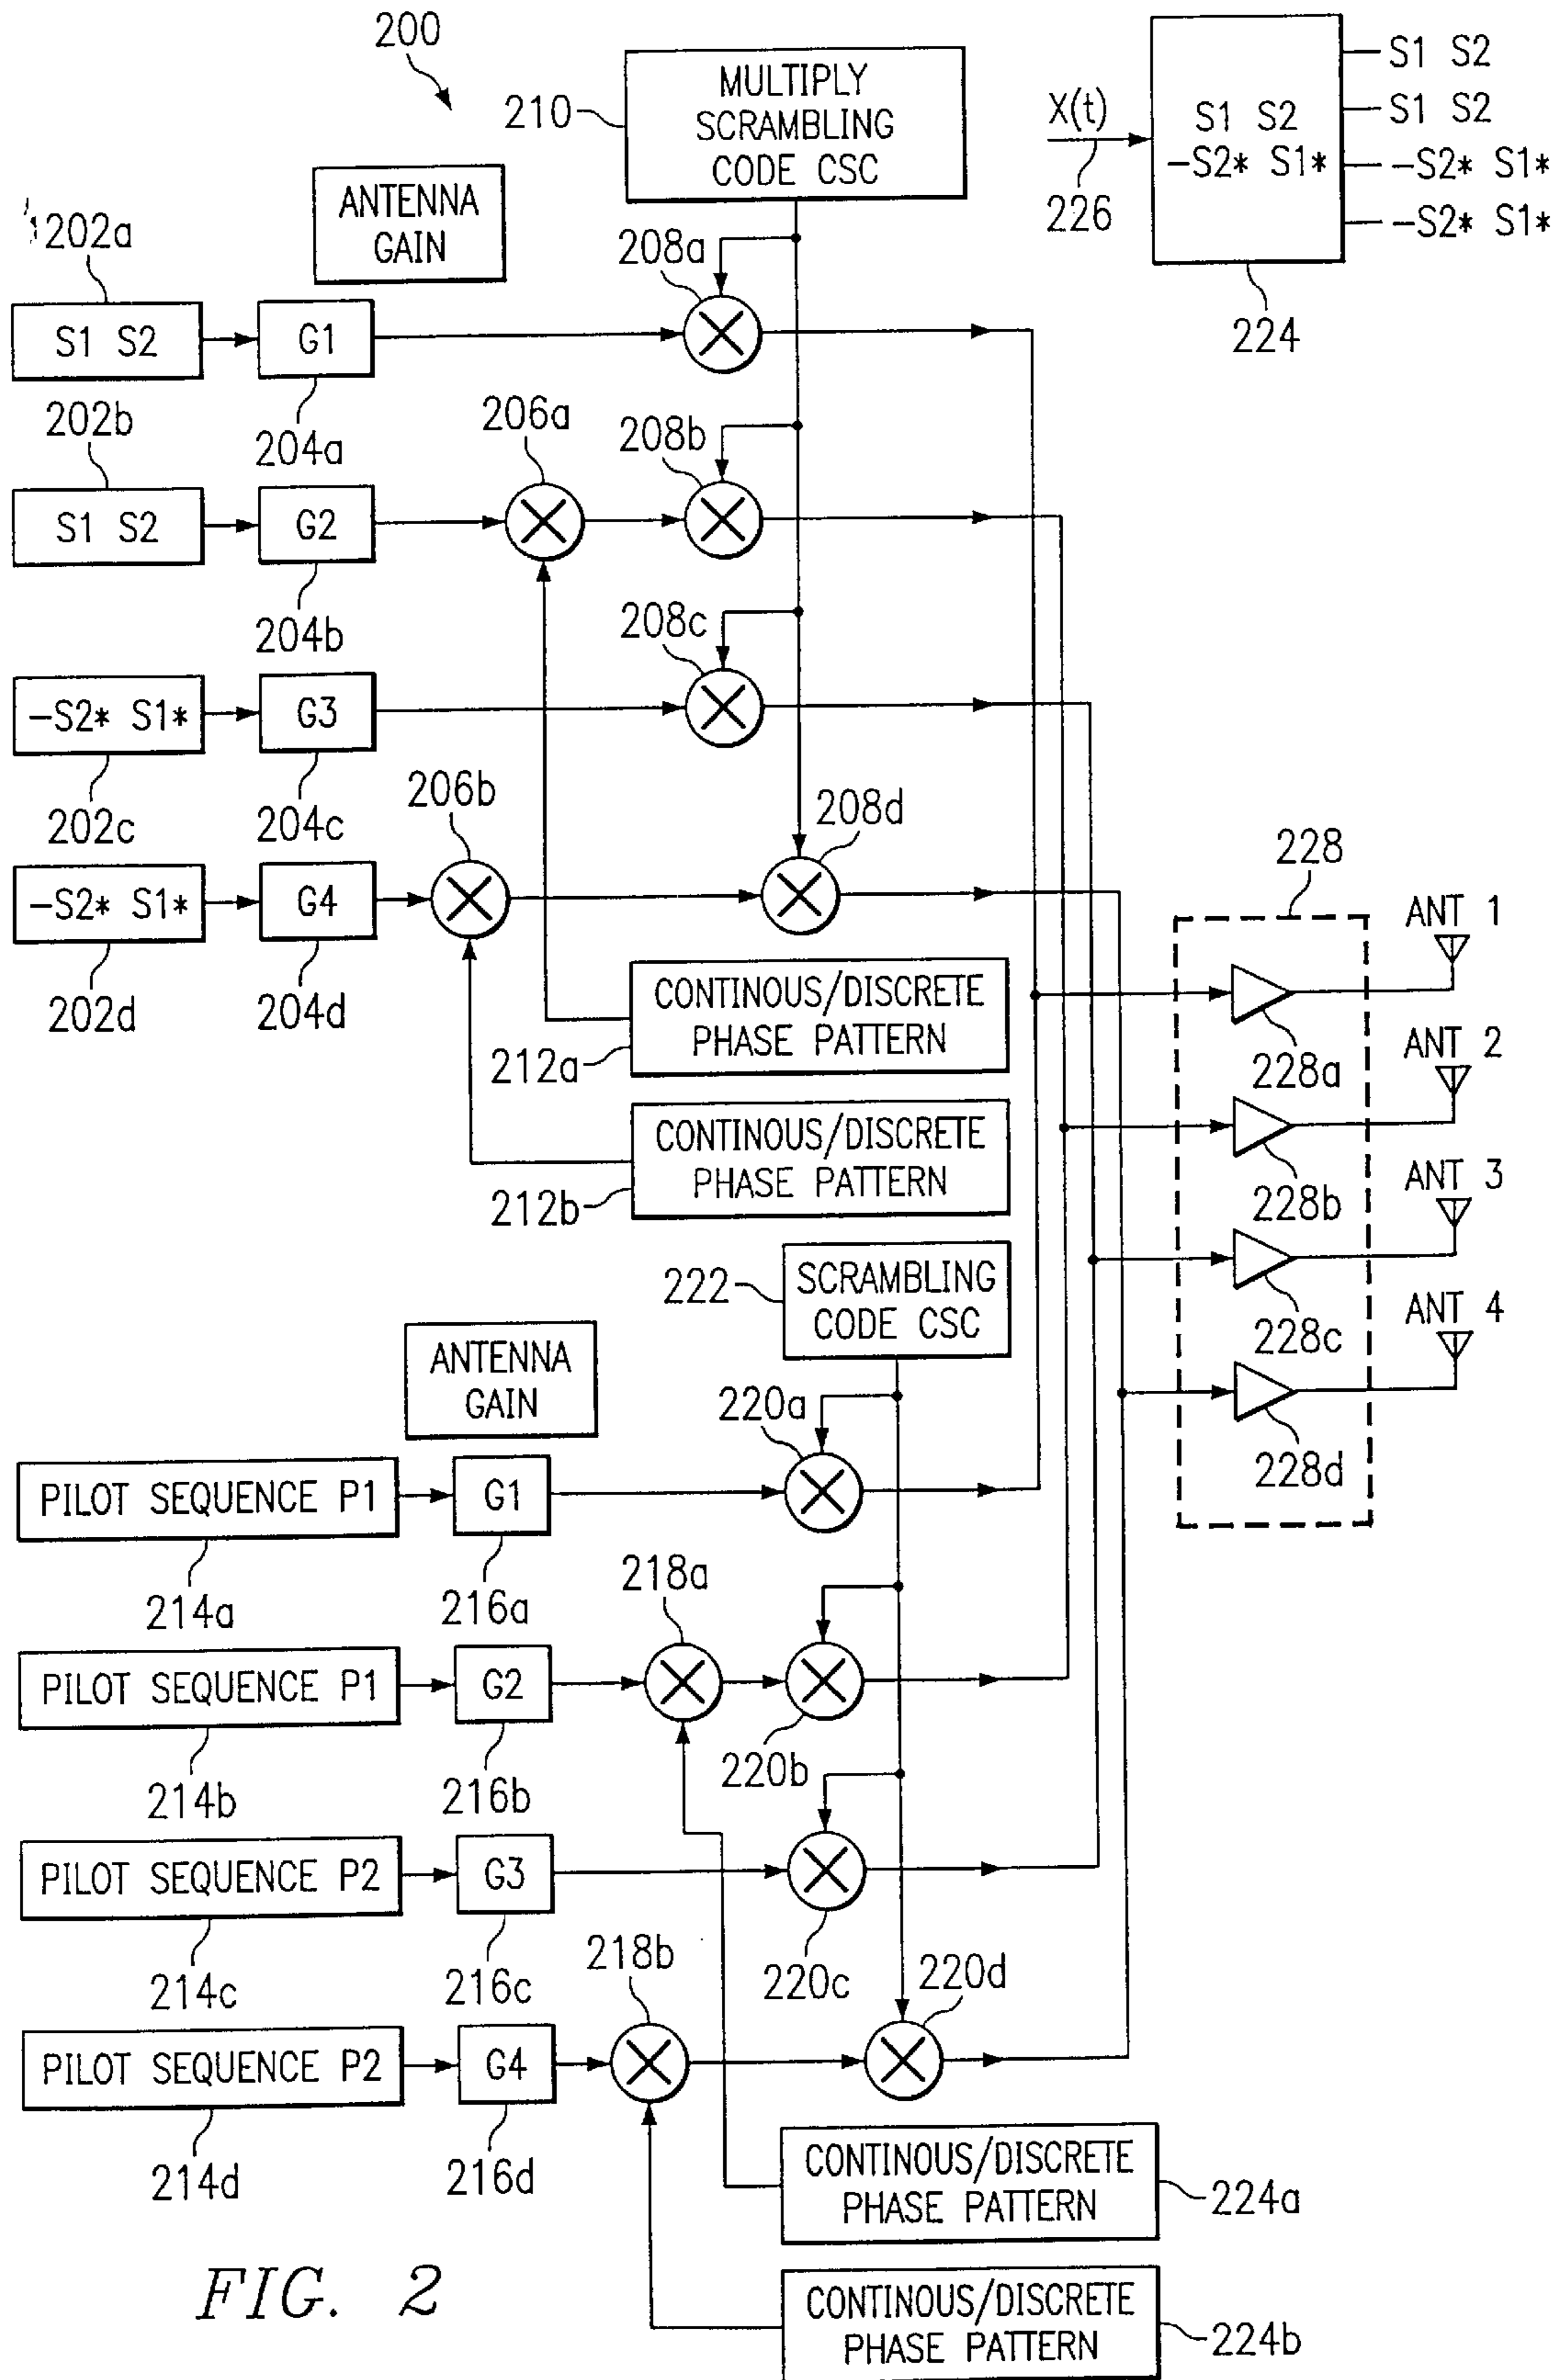 200
MULTIPLY
SCRAMBLING
CODE CSC
210
X(t)
226
S1 S2
-S2* S1*
S1 S2
S1 S2
-S2* S1*
-S2* S1*
224
ANTENNA
GAIN
202a
S1 S2
G1
204a
208a
202b
S1 S2
G2
204b
206a
208b
208c
-S2* S1*
202c
G3
204c
206b
208d
-S2* S1*
202d
G4
204d
CONTINOUS/DISCRETE
PHASE PATTERN
212a
CONTINOUS/DISCRETE
PHASE PATTERN
212b
228
ANT 1
228a
ANT 2
228b
ANT 3
228c
ANT 4
228d
222
SCRAMBLING
CODE CSC
ANTENNA
GAIN
220a
PILOT SEQUENCE P1
214a
G1
216a
218a
PILOT SEQUENCE P1
214b
G2
216b
220b
PILOT SEQUENCE P2
214c
G3
216c
220c
218b
220d
PILOT SEQUENCE P2
214d
G4
216d
CONTINOUS/DISCRETE
PHASE PATTERN
224a
CONTINOUS/DISCRETE
PHASE PATTERN
224b
FIG. 2